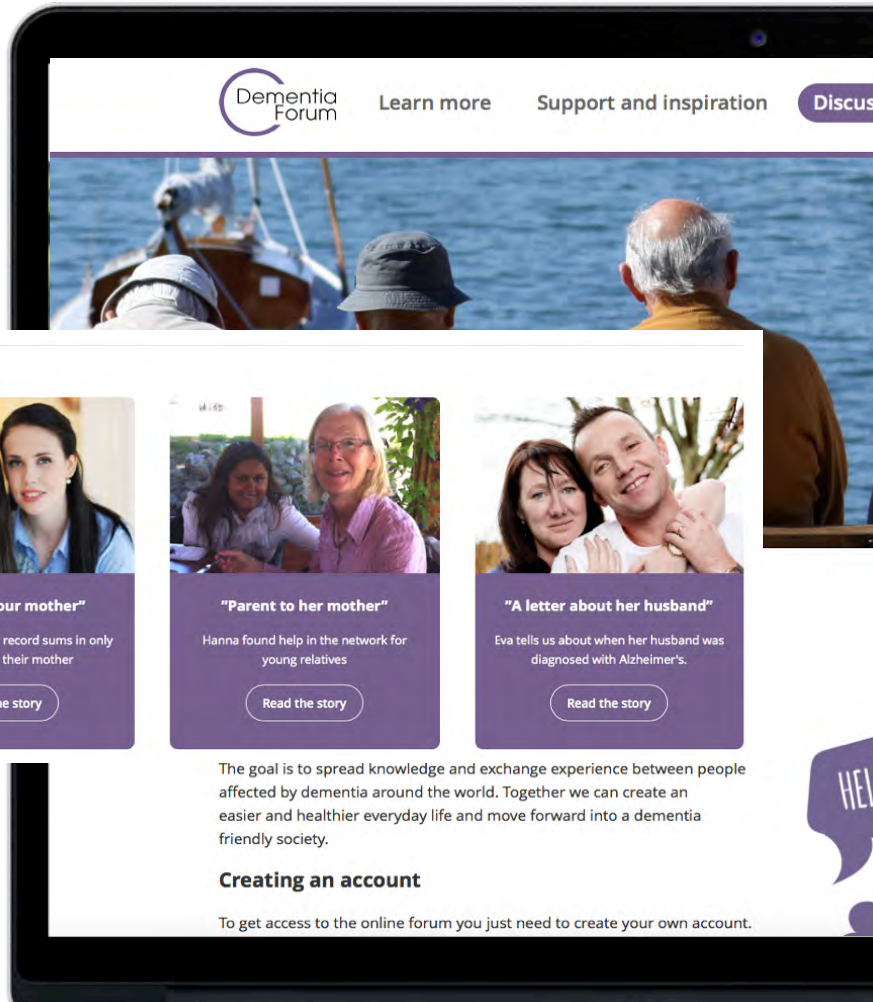 Dementia
Forum
Learn more
Support and inspiration
our mother”
record sums in only
their mother
story
”Parent to her mother”
Hanna found help in the network for
young relatives
Read the story
”A letter about her husband”
Eva tells us about when her husband was
diagnosed with Alzheimer's.
Read the story
The goal is to spread knowledge and exchange experience between people
affected by dementia around the world. Together we can create an
easier and healthier everyday life and move forward into a dementia
friendly society.
Creating an account
To get access to the online forum you just need to create your own account.